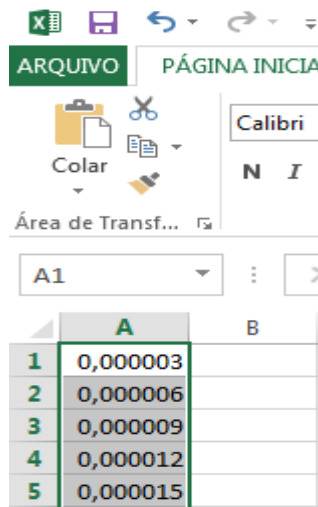 ARQUIVO PÁGINA INICIA
Colar
Calibri
N I
Área de Transf...
A1
A B
1 0,000003
2 0,000006
3 0,000009
4 0,000012
5 0,000015